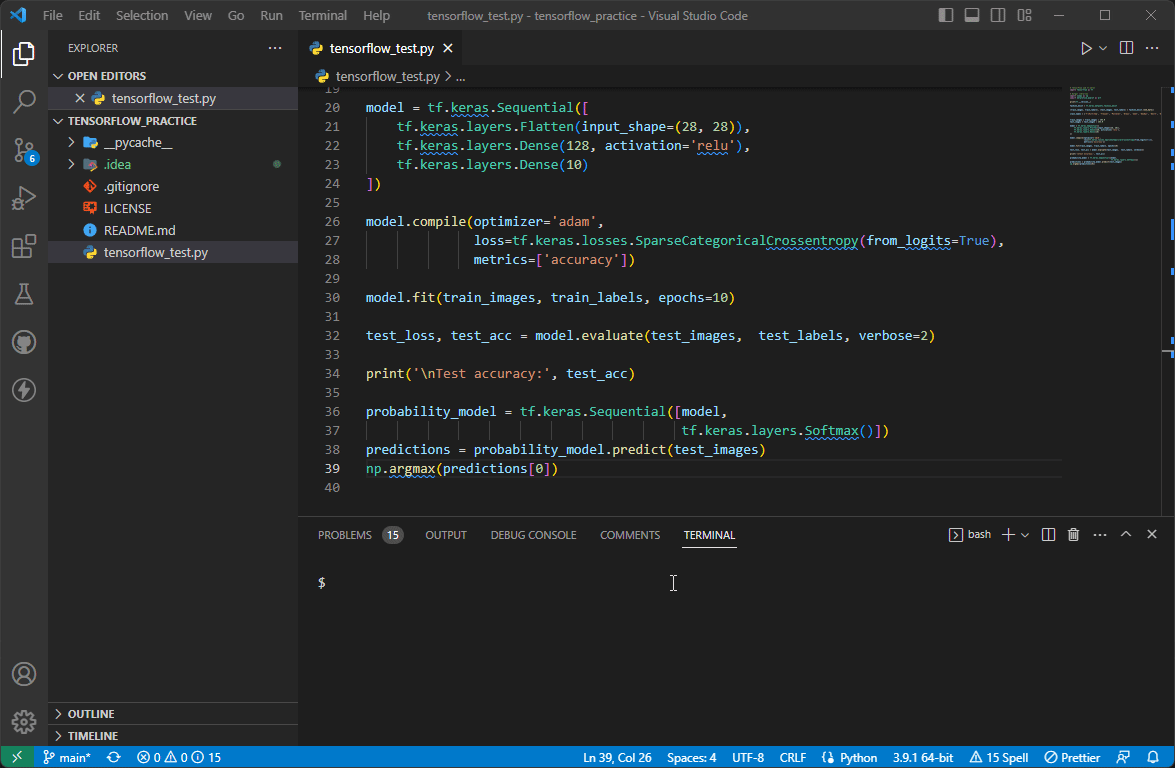 File Edit Selection View Go Run Terminal Help tensorflow_test.py - tensorflow_practice - Visual Studio Code
EXPLORER
OPEN EDITORS
tensorflow_test.py
TENSORFLOW_PRACTICE
__pycache__
.idea
.gitignore
LICENSE
README.md
tensorflow_test.py
OUTLINE
TIMELINE
6
tensorflow_test.py
tensorflow_test.py > ...
19
20 model = tf.keras.Sequential([
21 tf.keras.layers.Flatten(input_shape=(28, 28)),
22 tf.keras.layers.Dense(128, activation='relu'),
23 tf.keras.layers.Dense(10)
24 ])
25
26 model.compile(optimizer='adam',
27 loss=tf.keras.losses.SparseCategoricalCrossentropy(from_logits=True),
28 metrics=['accuracy'])
29
30 model.fit(train_images, train_labels, epochs=10)
31
32 test_loss, test_acc = model.evaluate(test_images,  test_labels, verbose=2)
33
34 print('\nTest accuracy:', test_acc)
35
36 probability_model = tf.keras.Sequential([model,
37 tf.keras.layers.Softmax()])
38 predictions = probability_model.predict(test_images)
39 np.argmax(predictions[0])
40
PROBLEMS 15 OUTPUT DEBUG CONSOLE COMMENTS TERMINAL bash
$
main* 0 0 15 Ln 39, Col 26 Spaces: 4 UTF-8 CRLF Python 3.9.1 64-bit 15 Spell Prettier